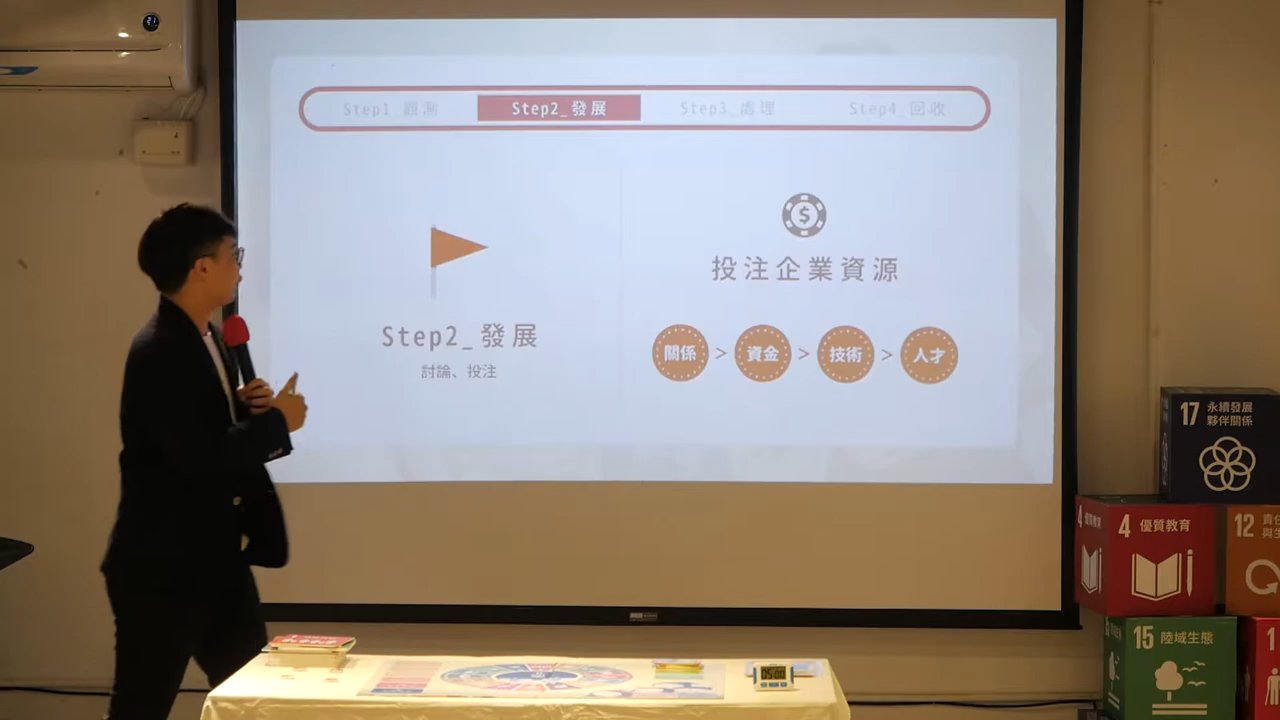 Step1_觀測
Step2_發展
Step3_處理
Step4_回收
Step2_發展
討論、投注
$
投注企業資源
關係 > 資金 > 技術 > 人才
17 永續發展
夥伴關係
4 優質教育
12
15 陸域生態
1
05:00